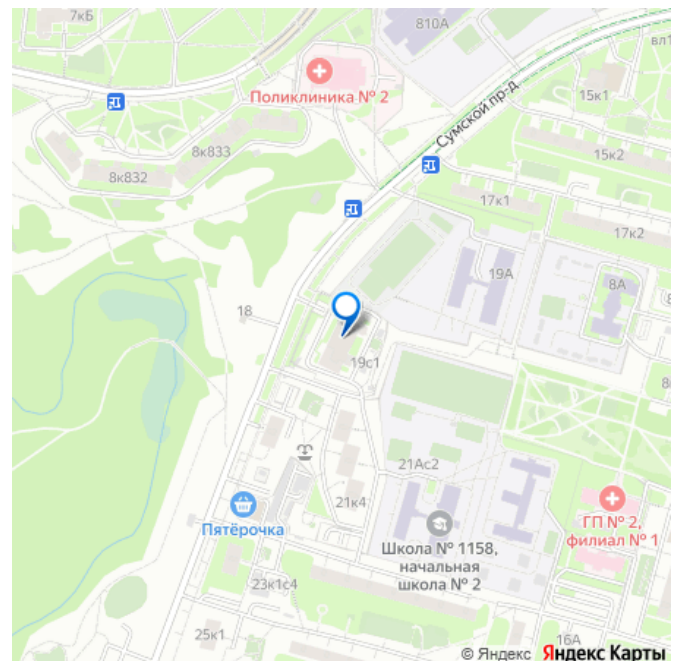 7кБ
810А
Поликлиника № 2
15к1
Сумской пр-д
15к2
8к833
8к832
17к1
17к2
19А
8А
18
19с1
21Ас2
21к4
Пятёрочка
ГП № 2,
филиал № 1
Школа № 1158,
начальная
школа № 2
23к1с4
25к1
16А
© Яндекс Яндекс Карты